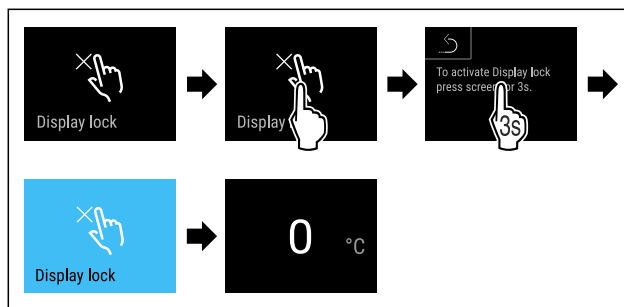 Display lock
Display
To activate Display lock
press screen for 3s.
3s
Display lock
0 °C